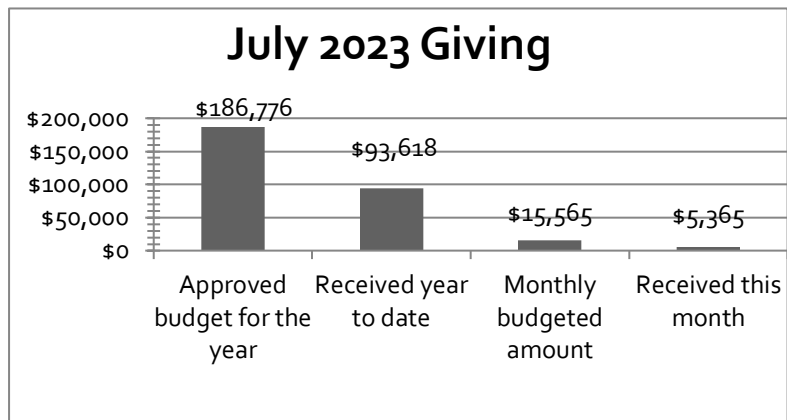 July 2023 Giving
$200,000
$150,000
$100,000
$50,000
$0
$186,776
$93,618
$15,565
$5,365
Approved
budget for the
year
Received year
to date
Monthly
budgeted
amount
Received this
month